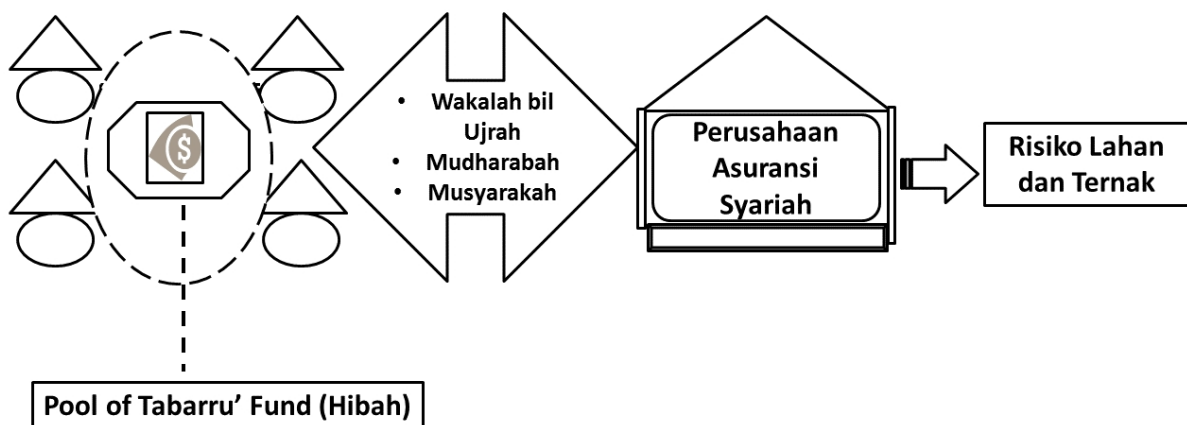 • Wakalah bil
Ujrah
• Mudharabah
• Musyarakah
Perusahaan
Asuransi
Syariah
Risiko Lahan
dan Ternak
$
Pool of Tabarru’ Fund (Hibah)